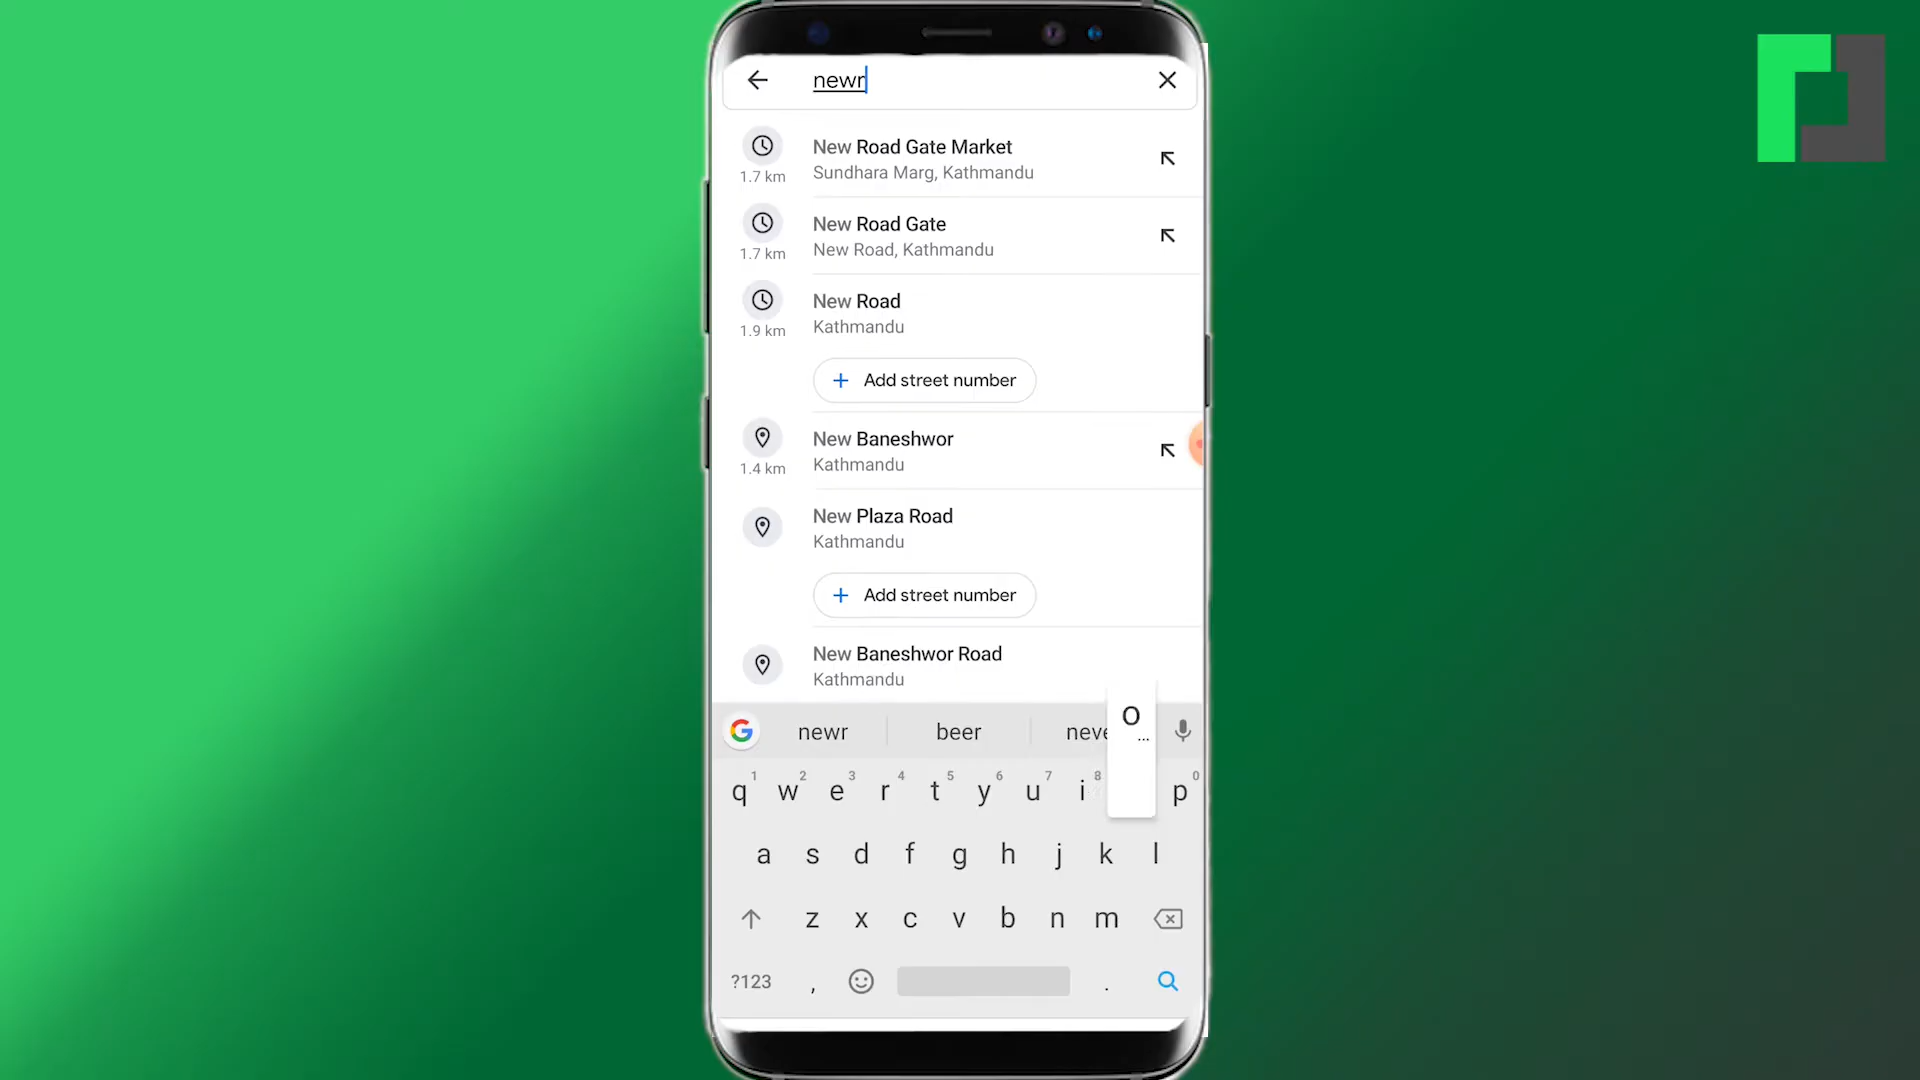 newr
New Road Gate Market
1.7 km
Sundhara Marg, Kathmandu
New Road Gate
1.7 km
New Road, Kathmandu
New Road
1.9 km
Kathmandu
+ Add street number
New Baneshwor
1.4 km
Kathmandu
New Plaza Road
Kathmandu
+ Add street number
New Baneshwor Road
Kathmandu
G newr beer neve
o
...
1 2 3 4 5 6 7 8 0
q w e r t y u i p
a s d f g h j k l
z x c v b n m
?123 , .